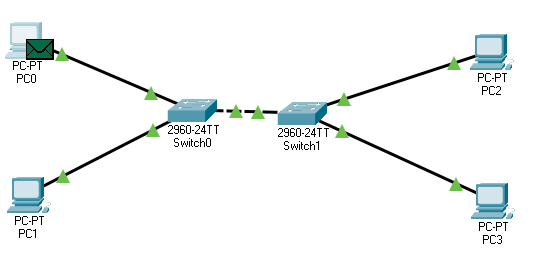 PC-PT
PC0
2960-24TT
Switch0
2960-24TT
Switch1
PC-PT
PC2
PC-PT
PC1
PC-PT
PC3